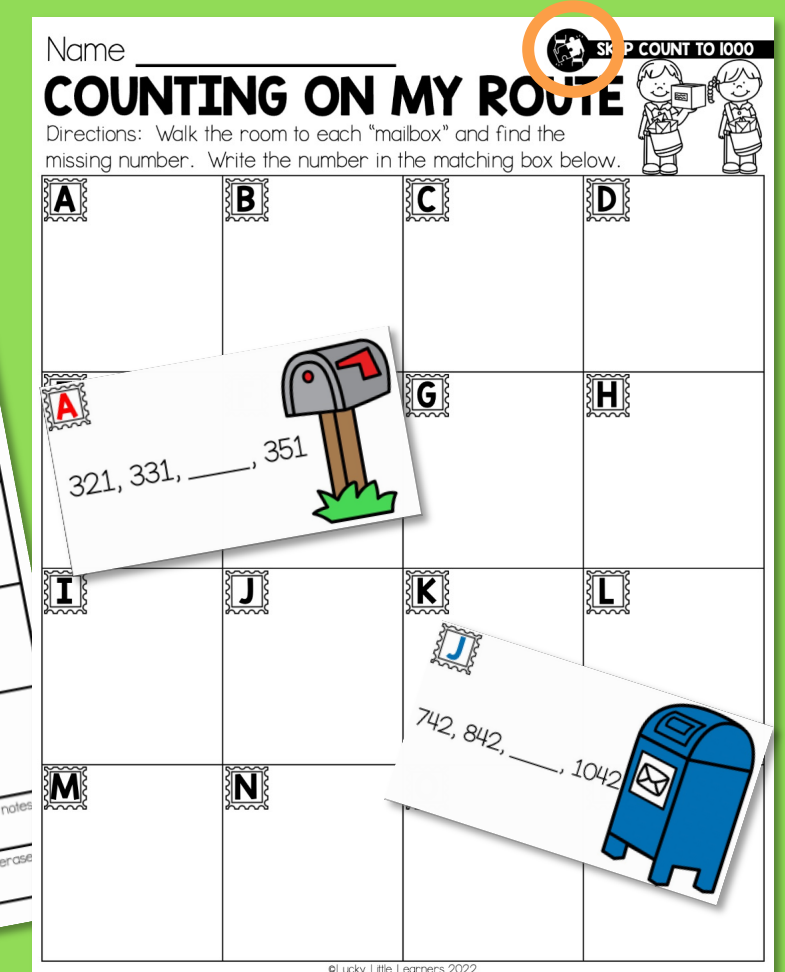 Name
SKIP COUNT TO 1000
COUNTING ON MY ROUTE
Directions: Walk the room to each “mailbox” and find the
missing number. Write the number in the matching box below.
A
B
C
D
A
321, 331, _____, 351
G
H
I
J
K
L
J
742, 842, ____, 1042
M
N
notes
erase
©Lucky Little Learners 2022